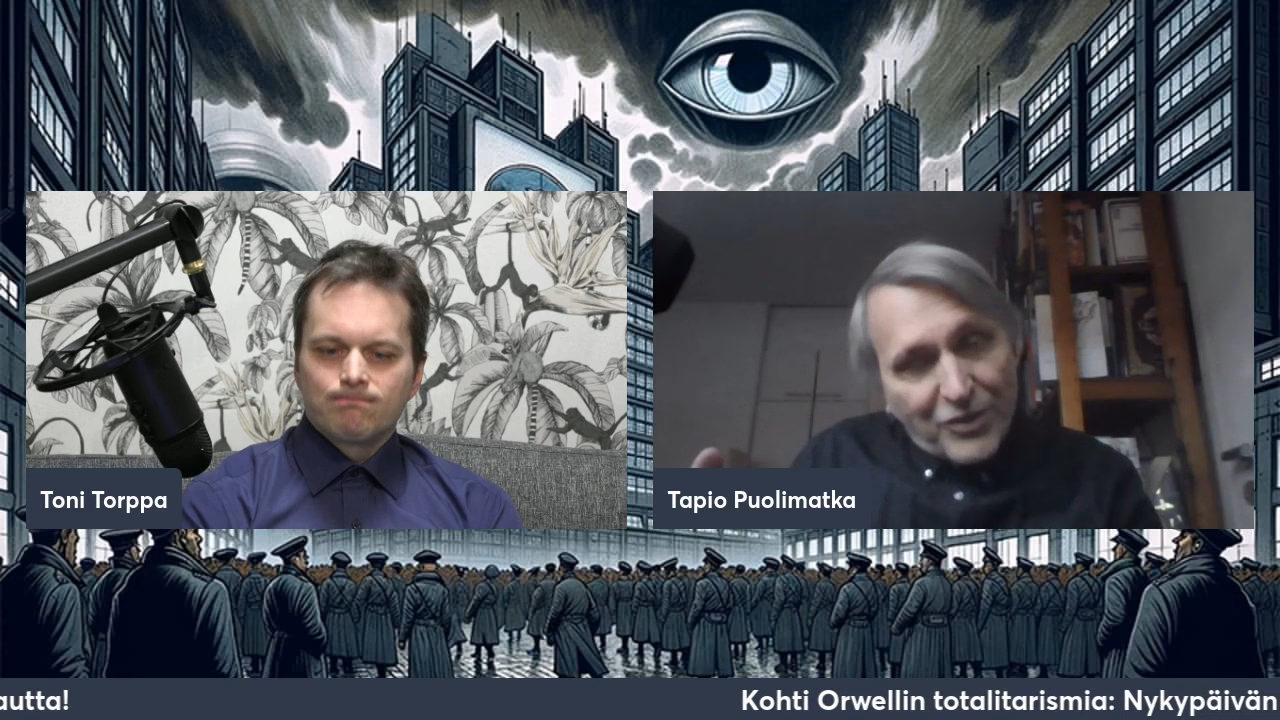 Toni Torppa
Tapio Puolimatka
autta! Kohti Orwellin totalitarismia: Nykypäivän